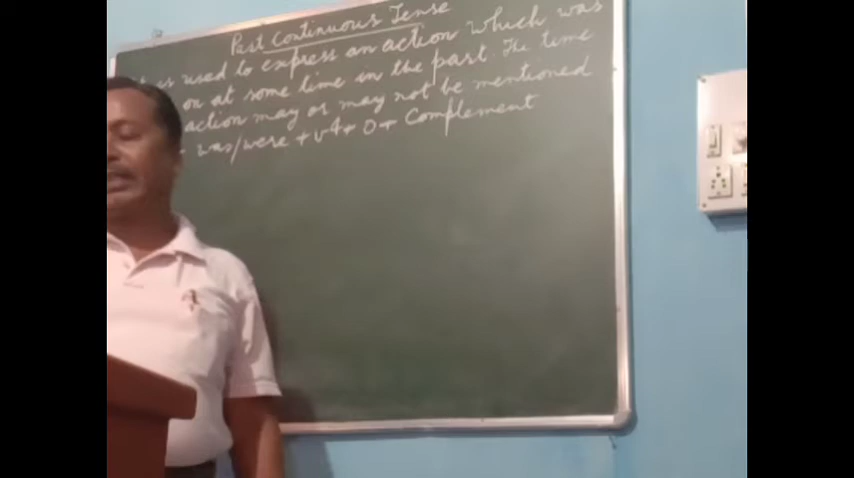 Past Continuous Tense
is used to express an action which was
on at some time in the past. The time
action may or may not be mentioned
was/were + v4 + O + Complement